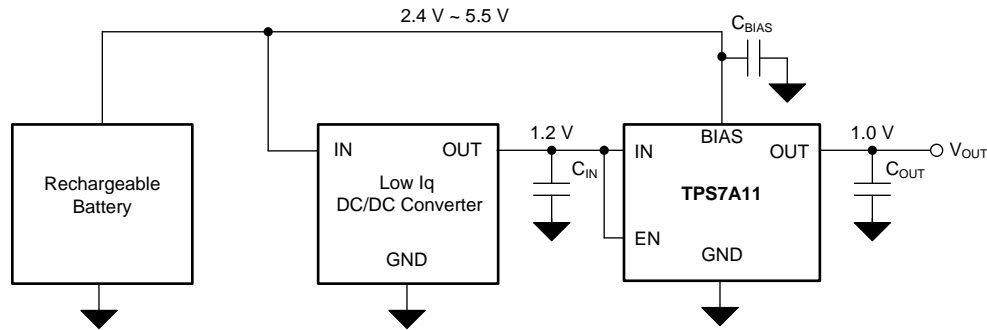 2.4 V ~ 5.5 V
CBIAS
Rechargeable
Battery
IN
OUT
Low Iq
DC/DC Converter
GND
1.2 V
CIN
IN
BIAS
OUT
TPS7A11
EN
GND
1.0 V
COUT
VOUT